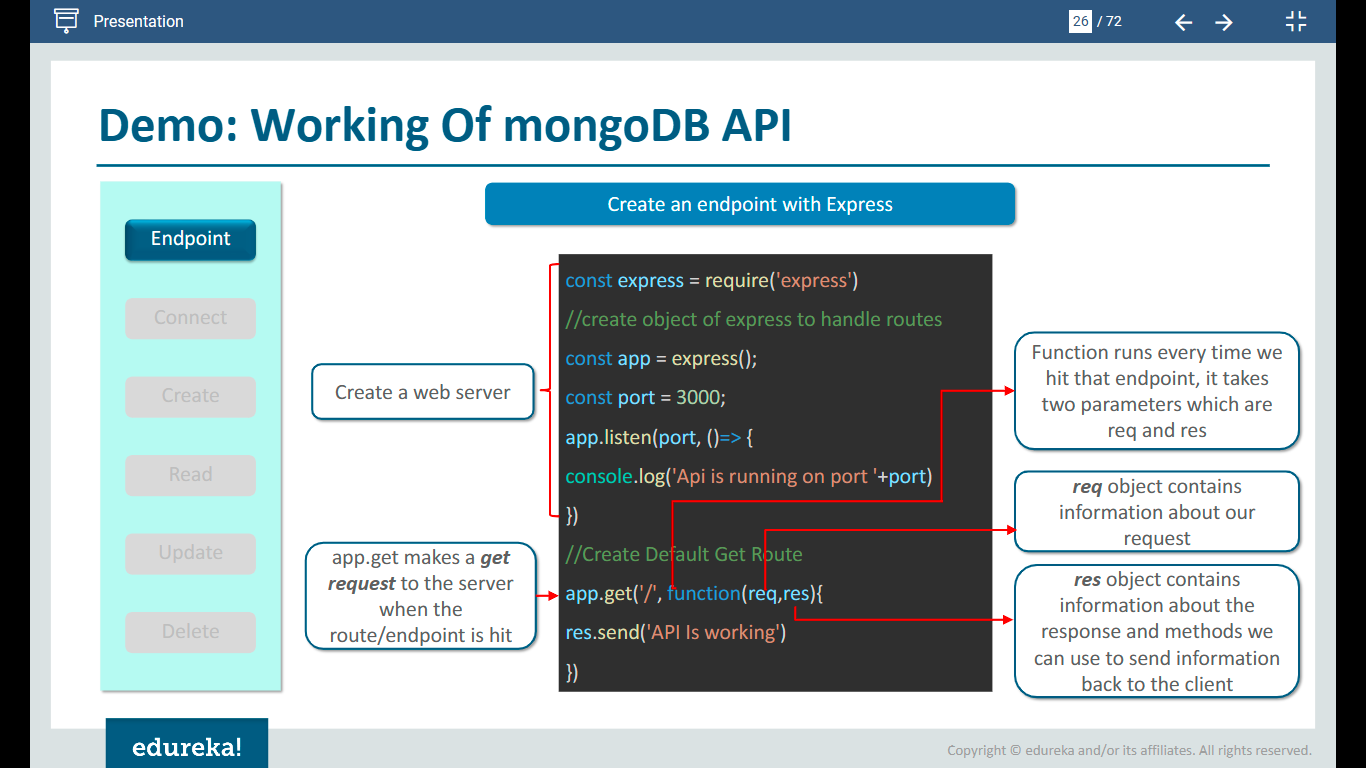 Presentation
26 / 72
Demo: Working Of mongoDB API
Endpoint
Connect
Create
Read
Update
Delete
Create an endpoint with Express
Create a web server
app.get makes a get
request to the server
when the
route/endpoint is hit
const express = require('express')
//create object of express to handle routes
const app = express();
const port = 3000;
app.listen(port, ()=> {
console.log('Api is running on port '+port)
})
//Create Default Get Route
app.get('/', function(req,res){
res.send('API Is working')
})
Function runs every time we
hit that endpoint, it takes
two parameters which are
req and res
req object contains
information about our
request
res object contains
information about the
response and methods we
can use to send information
back to the client
edureka!
Copyright © edureka and/or its affiliates. All rights reserved.